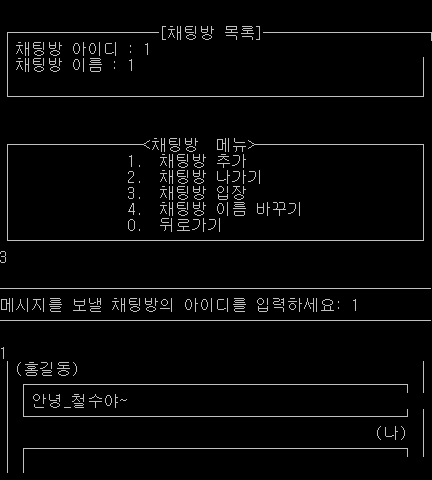 [채팅방 목록]
채팅방 아이디 : 1
채팅방 이름 : 1
<채팅방 메뉴>
1. 채팅방 추가
2. 채팅방 나가기
3. 채팅방 입장
4. 채팅방 이름 바꾸기
0. 뒤로가기
3
메시지를 보낼 채팅방의 아이디를 입력하세요: 1
1
(홍길동)
안녕_철수야~
(나)